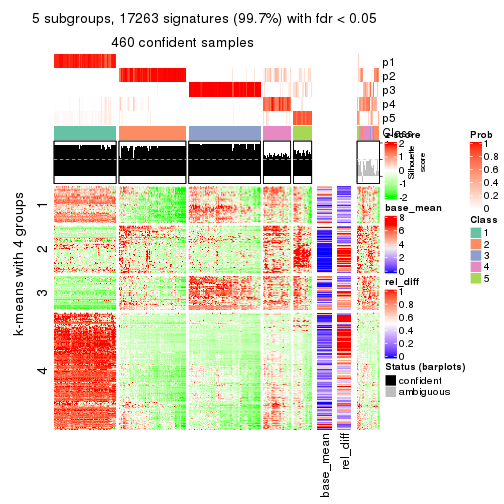 5 subgroups, 17263 signatures (99.7%) with fdr < 0.05
460 confident samples
p1
p2
p3
p4
p5
Class
z-score
2
1
0
-1
-2
Silhouette
score
Prob
1
0.8
0.6
0.4
0.2
0
base_mean
8
6
4
2
0
Class
1
2
3
4
5
rel_diff
1
0.8
0.6
0.4
0.2
0
Status (barplots)
confident
ambiguous
k-means with 4 groups
1
2
3
4
base_mean
rel_diff